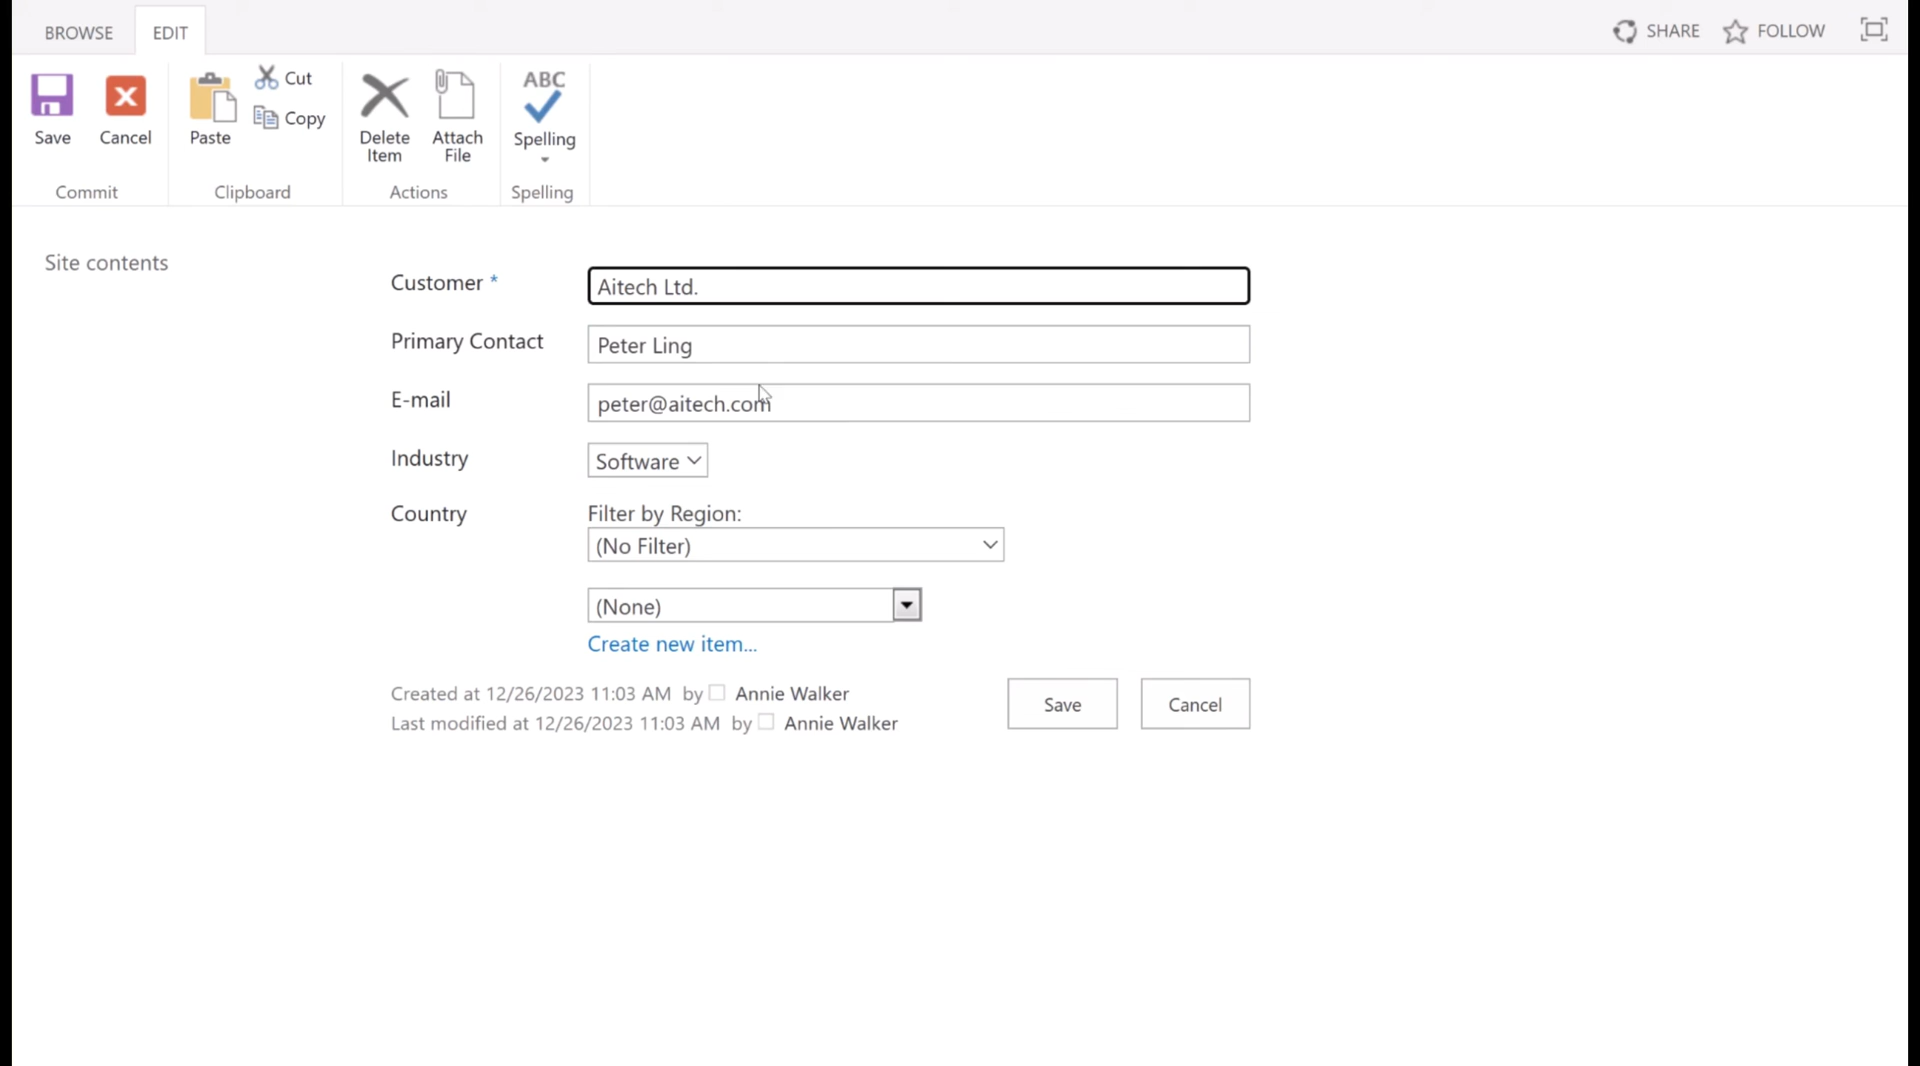 BROWSE
EDIT
SHARE
FOLLOW
Save
Cancel
Commit
Paste
Cut
Copy
Clipboard
Delete
Item
Attach
File
Actions
ABC
Spelling
Spelling
Site contents
Customer *
Aitech Ltd.
Primary Contact
Peter Ling
E-mail
peter@aitech.com
Industry
Software
Country
Filter by Region:
(No Filter)
(None)
Create new item...
Created at 12/26/2023 11:03 AM by Annie Walker
Last modified at 12/26/2023 11:03 AM by Annie Walker
Save
Cancel